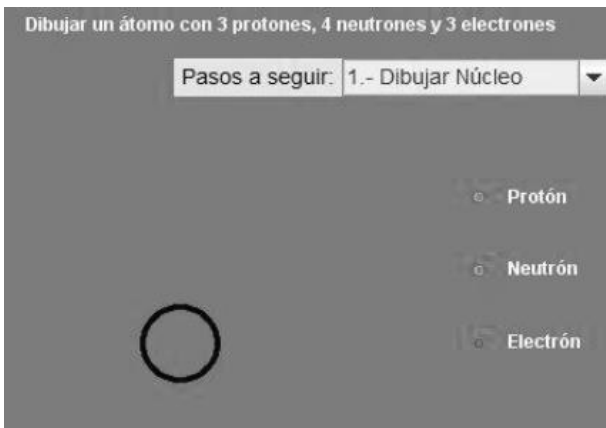 Dibujar un átomo con 3 protones, 4 neutrones y 3 electrones
Pasos a seguir: 1.- Dibujar Núcleo
Protón
Neutrón
Electrón